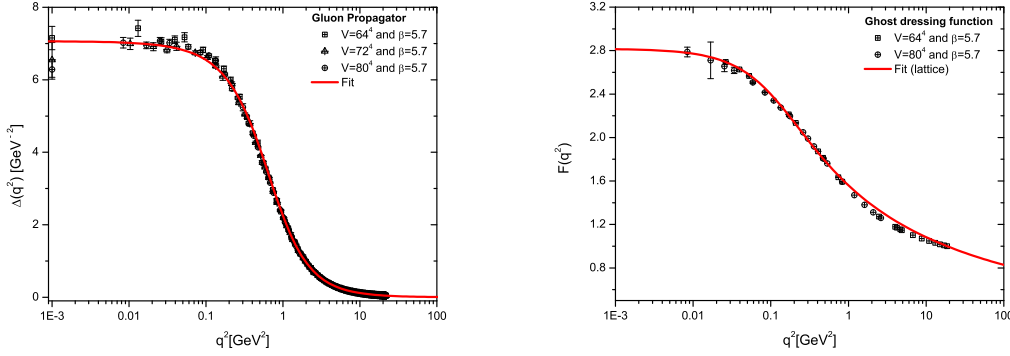 Gluon Propagator
V=64⁴ and β=5.7
V=72⁴ and β=5.7
V=80⁴ and β=5.7
Fit
8
6
4
2
0
Δ(q²) [GeV⁻²]
1E-3 0.01 0.1 1 10 100
q²[GeV²]
Ghost dressing function
V=64⁴ and β=5.7
V=80⁴ and β=5.7
Fit (lattice)
3.2
2.8
2.4
2.0
1.6
1.2
0.8
F(q²)
1E-3 0.01 0.1 1 10 100
q²[GeV²]